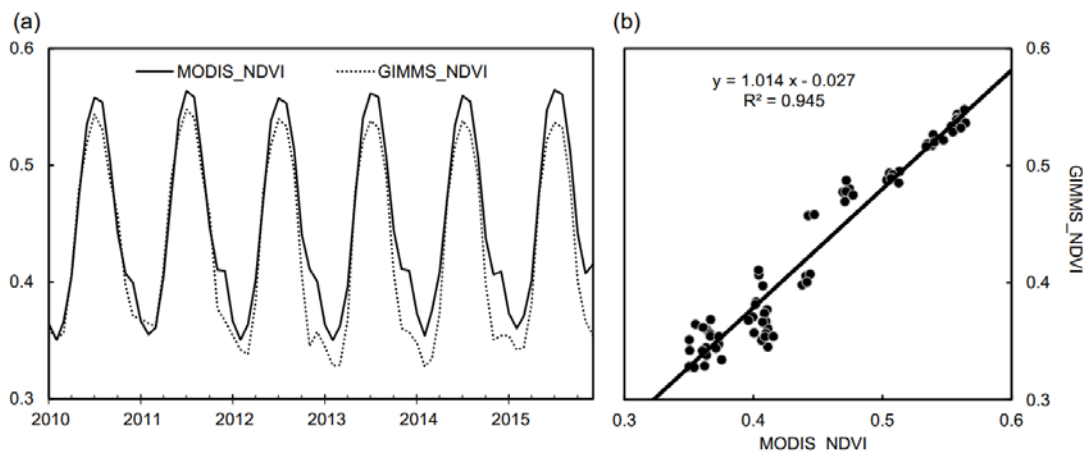 (a)
0.6
0.5
0.4
0.3
MODIS_NDVI
GIMMS_NDVI
2010
2011
2012
2013
2014
2015
(b)
y = 1.014 x - 0.027
R² = 0.945
0.6
0.5
0.4
0.3
GIMMS_NDVI
0.3
0.4
0.5
0.6
MODIS_NDVI